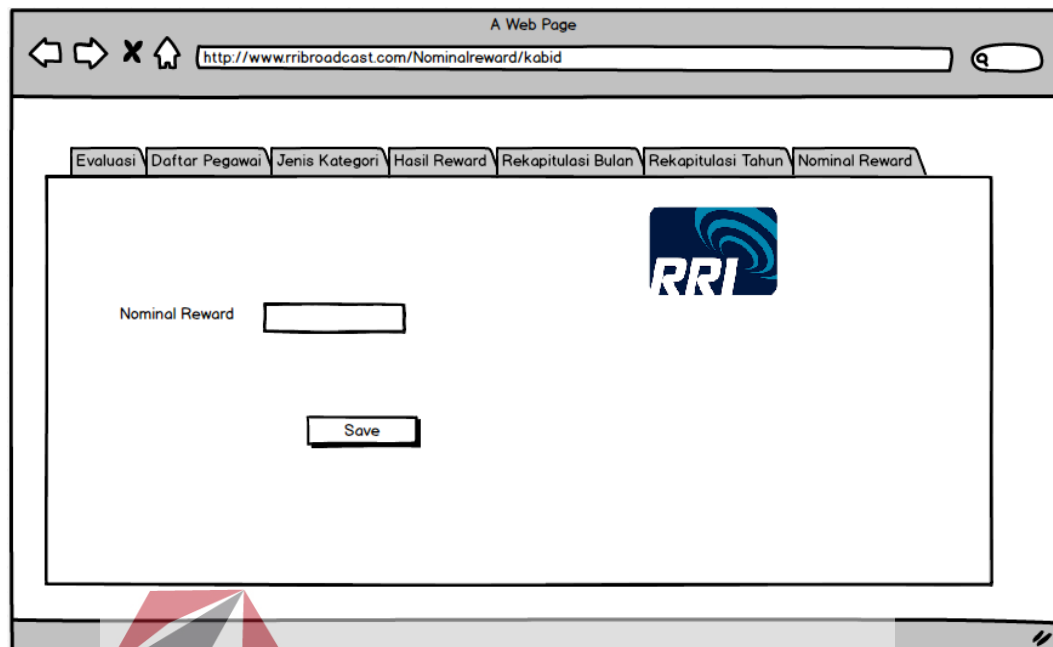 A Web Page
http://www.rribroadcast.com/Nominalreward/kabid
Evaluasi Daftar Pegawai Jenis Kategori Hasil Reward Rekapitulasi Bulan Rekapitulasi Tahun Nominal Reward
RRI
Nominal Reward
Save